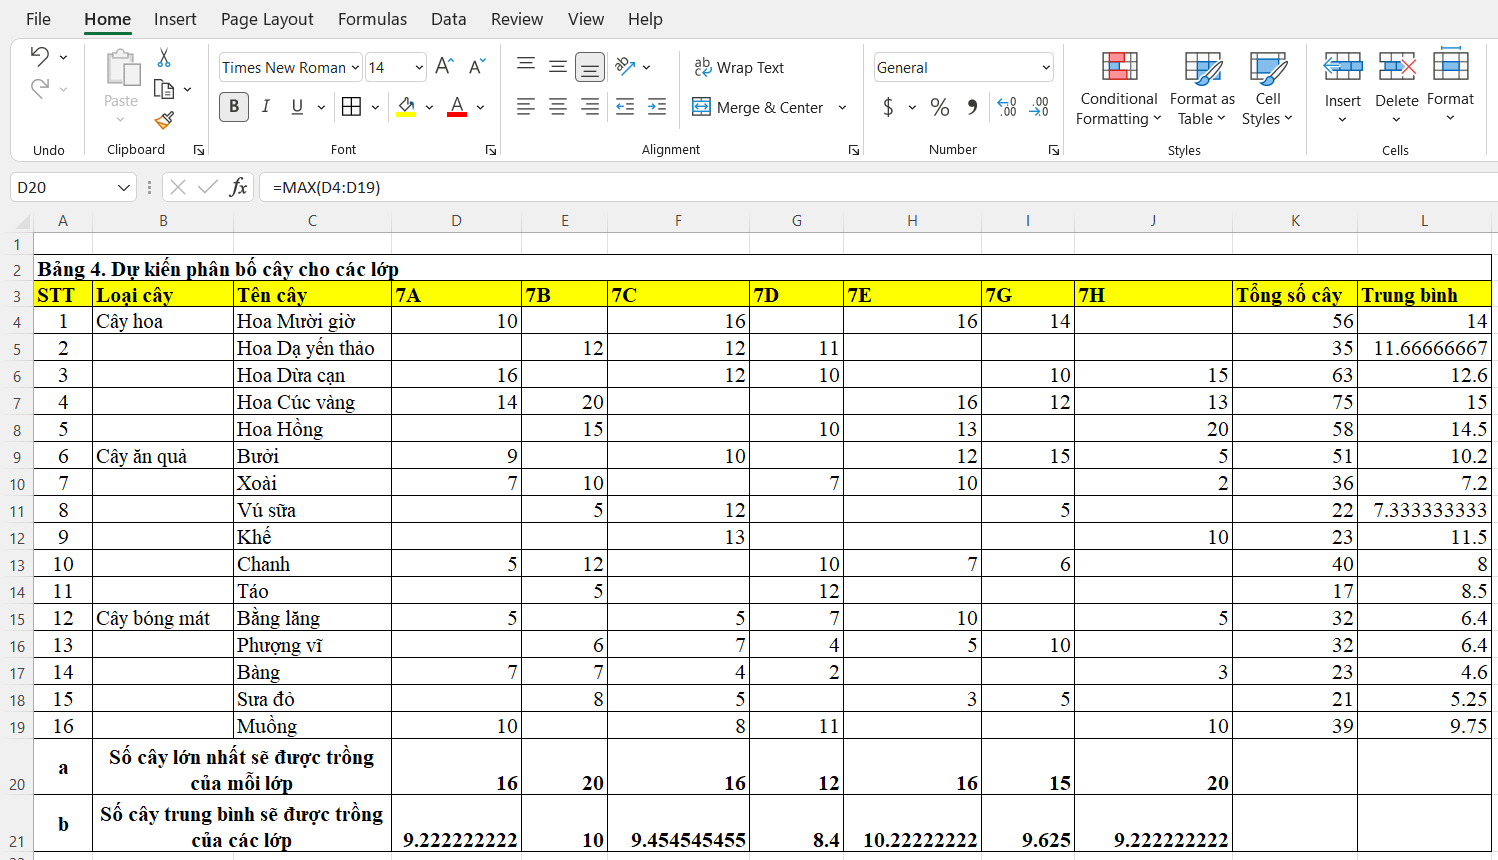 File Home Insert Page Layout Formulas Data Review View Help
Times New Roman 14 Wrap Text General
Paste B I U A Merge & Center $ % Conditional Formatting Format as Table Cell Styles Insert Delete Format
Undo Clipboard Font Alignment Number Styles Cells
D20 fx =MAX(D4:D19)
A B C D E F G H I J K L
1
2 Bảng 4. Dự kiến phân bố cây cho các lớp
3 STT Loại cây Tên cây 7A 7B 7C 7D 7E 7G 7H Tổng số cây Trung bình
4 1 Cây hoa Hoa Mười giờ 10 16 16 14 56 14
5 2 Hoa Dạ yến thảo 12 12 11 35 11.66666667
6 3 Hoa Dừa cạn 16 12 10 10 15 63 12.6
7 4 Hoa Cúc vàng 14 20 16 12 13 75 15
8 5 Hoa Hồng 15 10 13 20 58 14.5
9 6 Cây ăn quả Bưởi 9 10 12 15 5 51 10.2
10 7 Xoài 7 10 7 10 2 36 7.2
11 8 Vú sữa 5 12 5 22 7.333333333
12 9 Khế 13 10 23 11.5
13 10 Chanh 5 12 10 7 6 40 8
14 11 Táo 5 12 17 8.5
15 12 Cây bóng mát Bằng lăng 5 5 7 10 5 32 6.4
16 13 Phượng vĩ 6 7 4 5 10 32 6.4
17 14 Bàng 7 7 4 2 3 23 4.6
18 15 Sưa đỏ 8 5 3 5 21 5.25
19 16 Muồng 10 8 11 10 39 9.75
a Số cây lớn nhất sẽ được trồng
20 của mỗi lớp 16 20 16 12 16 15 20
b Số cây trung bình sẽ được trồng
21 của các lớp 9.222222222 10 9.454545455 8.4 10.22222222 9.625 9.222222222